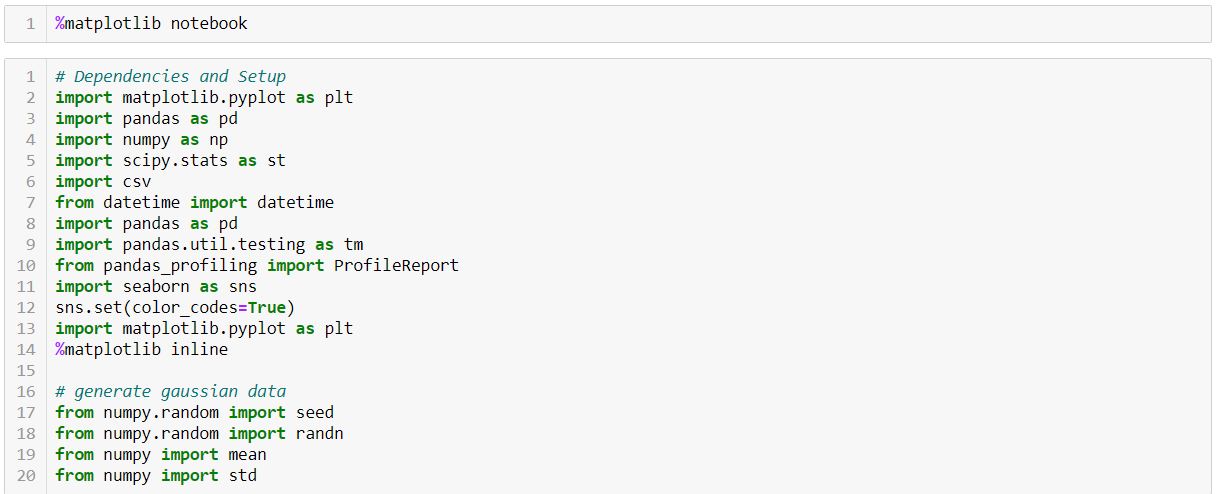 1 %matplotlib notebook
1 # Dependencies and Setup
2 import matplotlib.pyplot as plt
3 import pandas as pd
4 import numpy as np
5 import scipy.stats as st
6 import csv
7 from datetime import datetime
8 import pandas as pd
9 import pandas.util.testing as tm
10 from pandas_profiling import ProfileReport
11 import seaborn as sns
12 sns.set(color_codes=True)
13 import matplotlib.pyplot as plt
14 %matplotlib inline
15
16 # generate gaussian data
17 from numpy.random import seed
18 from numpy.random import randn
19 from numpy import mean
20 from numpy import std